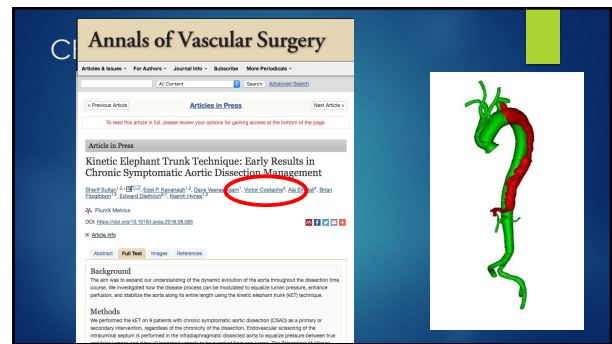 Cl
Annals of Vascular Surgery
Articles & Issues For Authors Journal Info Subscribe More Periodicals
All Content Search Advanced Search
< Previous Article Articles in Press Next Article >
To read this article in full, please review your options for gaining access at the bottom of the page.
Article in Press
Kinetic Elephant Trunk Technique: Early Results in
Chronic Symptomatic Aortic Dissection Management
Sherif Sultan, Edel P. Kavanagh, Dave Veerasingam, Victor Costache, Ala Elhelali, Brian
Fitzgibbon, Edward Diethrich, Niamh Hynes
PlumX Metrics
DOI: https://doi.org/10.1016/j.avsg.2018.08.083
Article Info
Abstract Full Text Images References
Background
The aim was to expand our understanding of the dynamic evolution of the aorta throughout the dissection time
course. We investigated how the disease process can be modulated to equalize lumen pressure, enhance
perfusion, and stabilize the aorta along its entire length using the kinetic elephant trunk (kET) technique.
Methods
We performed the kET on 9 patients with chronic symptomatic aortic dissection (CSAD) as a primary or
secondary intervention, regardless of the chronicity of the dissection. Endovascular scissoring of the
intraluminal septum is performed in the infradiaphragmatic dissected aorta to equalize pressure between true